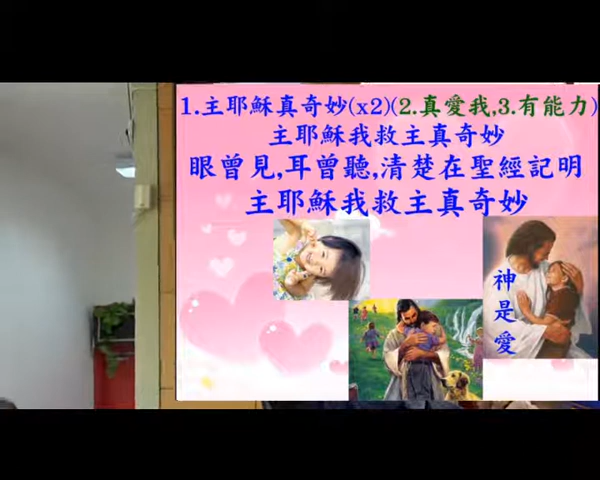 1.主耶穌真奇妙(x2)(2.真愛我,3.有能力)
主耶穌我救主真奇妙
眼曾見,耳曾聽,清楚在聖經記明
主耶穌我救主真奇妙
神是愛